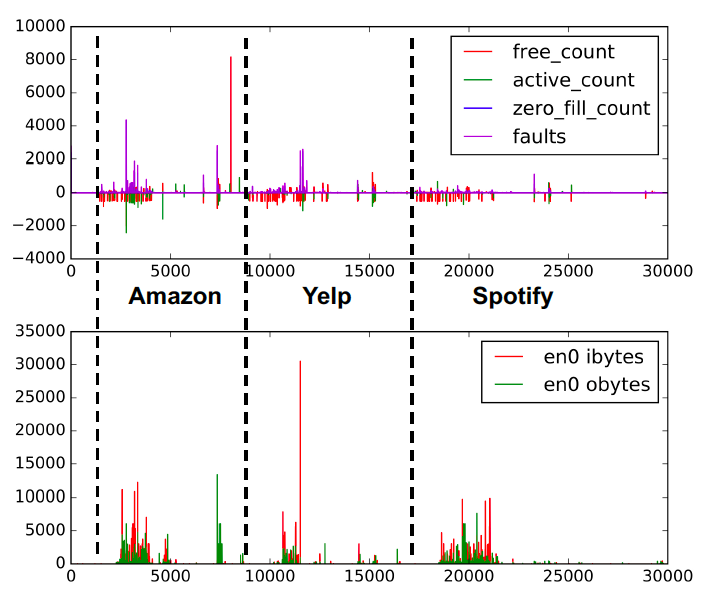 10000
8000
6000
4000
2000
0
−2000
−4000
free_count
active_count
zero_fill_count
faults
0 5000 10000 15000 20000 25000 30000
Amazon Yelp Spotify
35000
30000
25000
20000
15000
10000
5000
0
en0 ibytes
en0 obytes
0 5000 10000 15000 20000 25000 30000